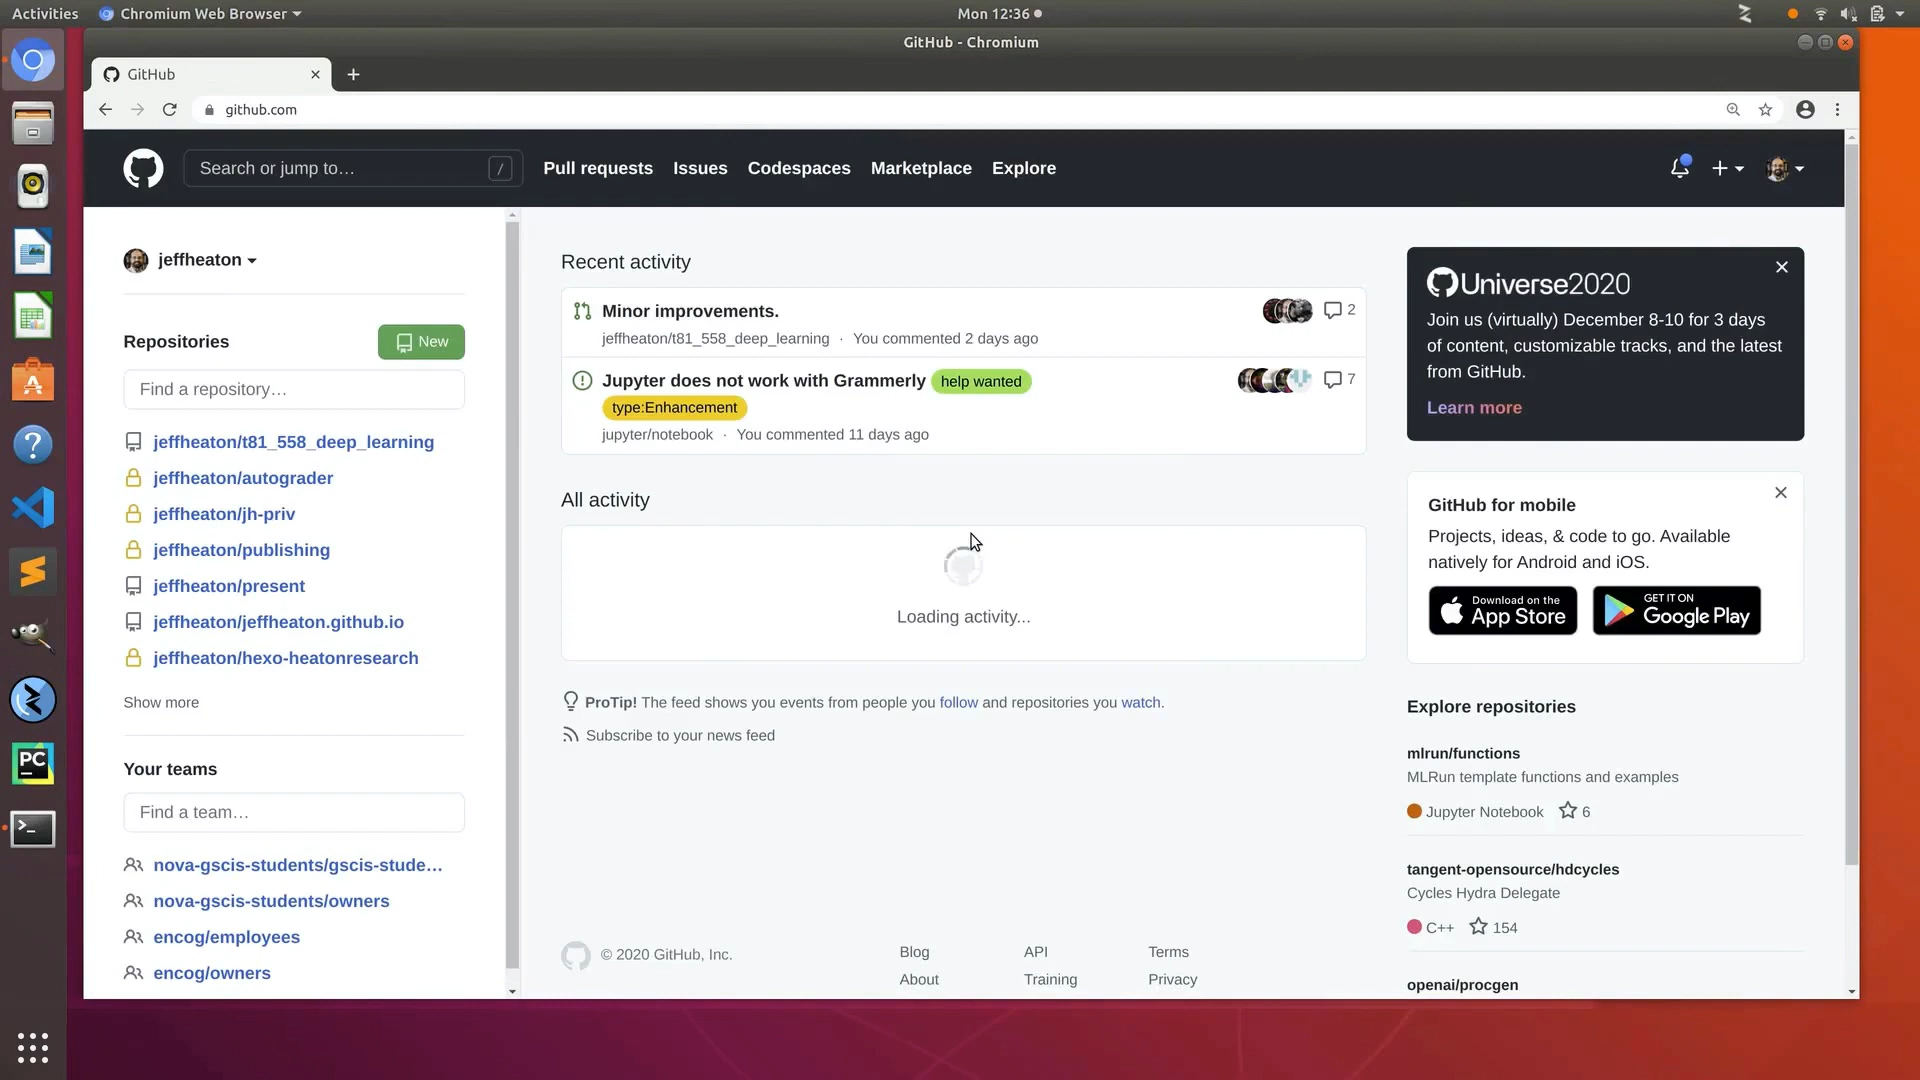 Activities
Chromium Web Browser
Mon 12:36
GitHub - Chromium
GitHub
github.com
Search or jump to…
/
Pull requests
Issues
Codespaces
Marketplace
Explore
jeffheaton
Repositories
New
Find a repository…
jeffheaton/t81_558_deep_learning
jeffheaton/autograder
jeffheaton/jh-priv
jeffheaton/publishing
jeffheaton/present
jeffheaton/jeffheaton.github.io
jeffheaton/hexo-heatonresearch
Show more
Your teams
Find a team…
nova-gscis-students/gscis-stude…
nova-gscis-students/owners
encog/employees
encog/owners
Recent activity
Minor improvements.
2
jeffheaton/t81_558_deep_learning · You commented 2 days ago
Jupyter does not work with Grammerly help wanted
7
type:Enhancement
jupyter/notebook · You commented 11 days ago
All activity
Loading activity...
ProTip! The feed shows you events from people you follow and repositories you watch.
Subscribe to your news feed
© 2020 GitHub, Inc.
Blog
About
API
Training
Terms
Privacy
Universe2020
Join us (virtually) December 8-10 for 3 days
of content, customizable tracks, and the latest
from GitHub.
Learn more
GitHub for mobile
Projects, ideas, & code to go. Available
natively for Android and iOS.
Download on the
App Store
GET IT ON
Google Play
Explore repositories
mlrun/functions
MLRun template functions and examples
Jupyter Notebook 6
tangent-opensource/hdcycles
Cycles Hydra Delegate
C++ 154
openai/procgen
PC